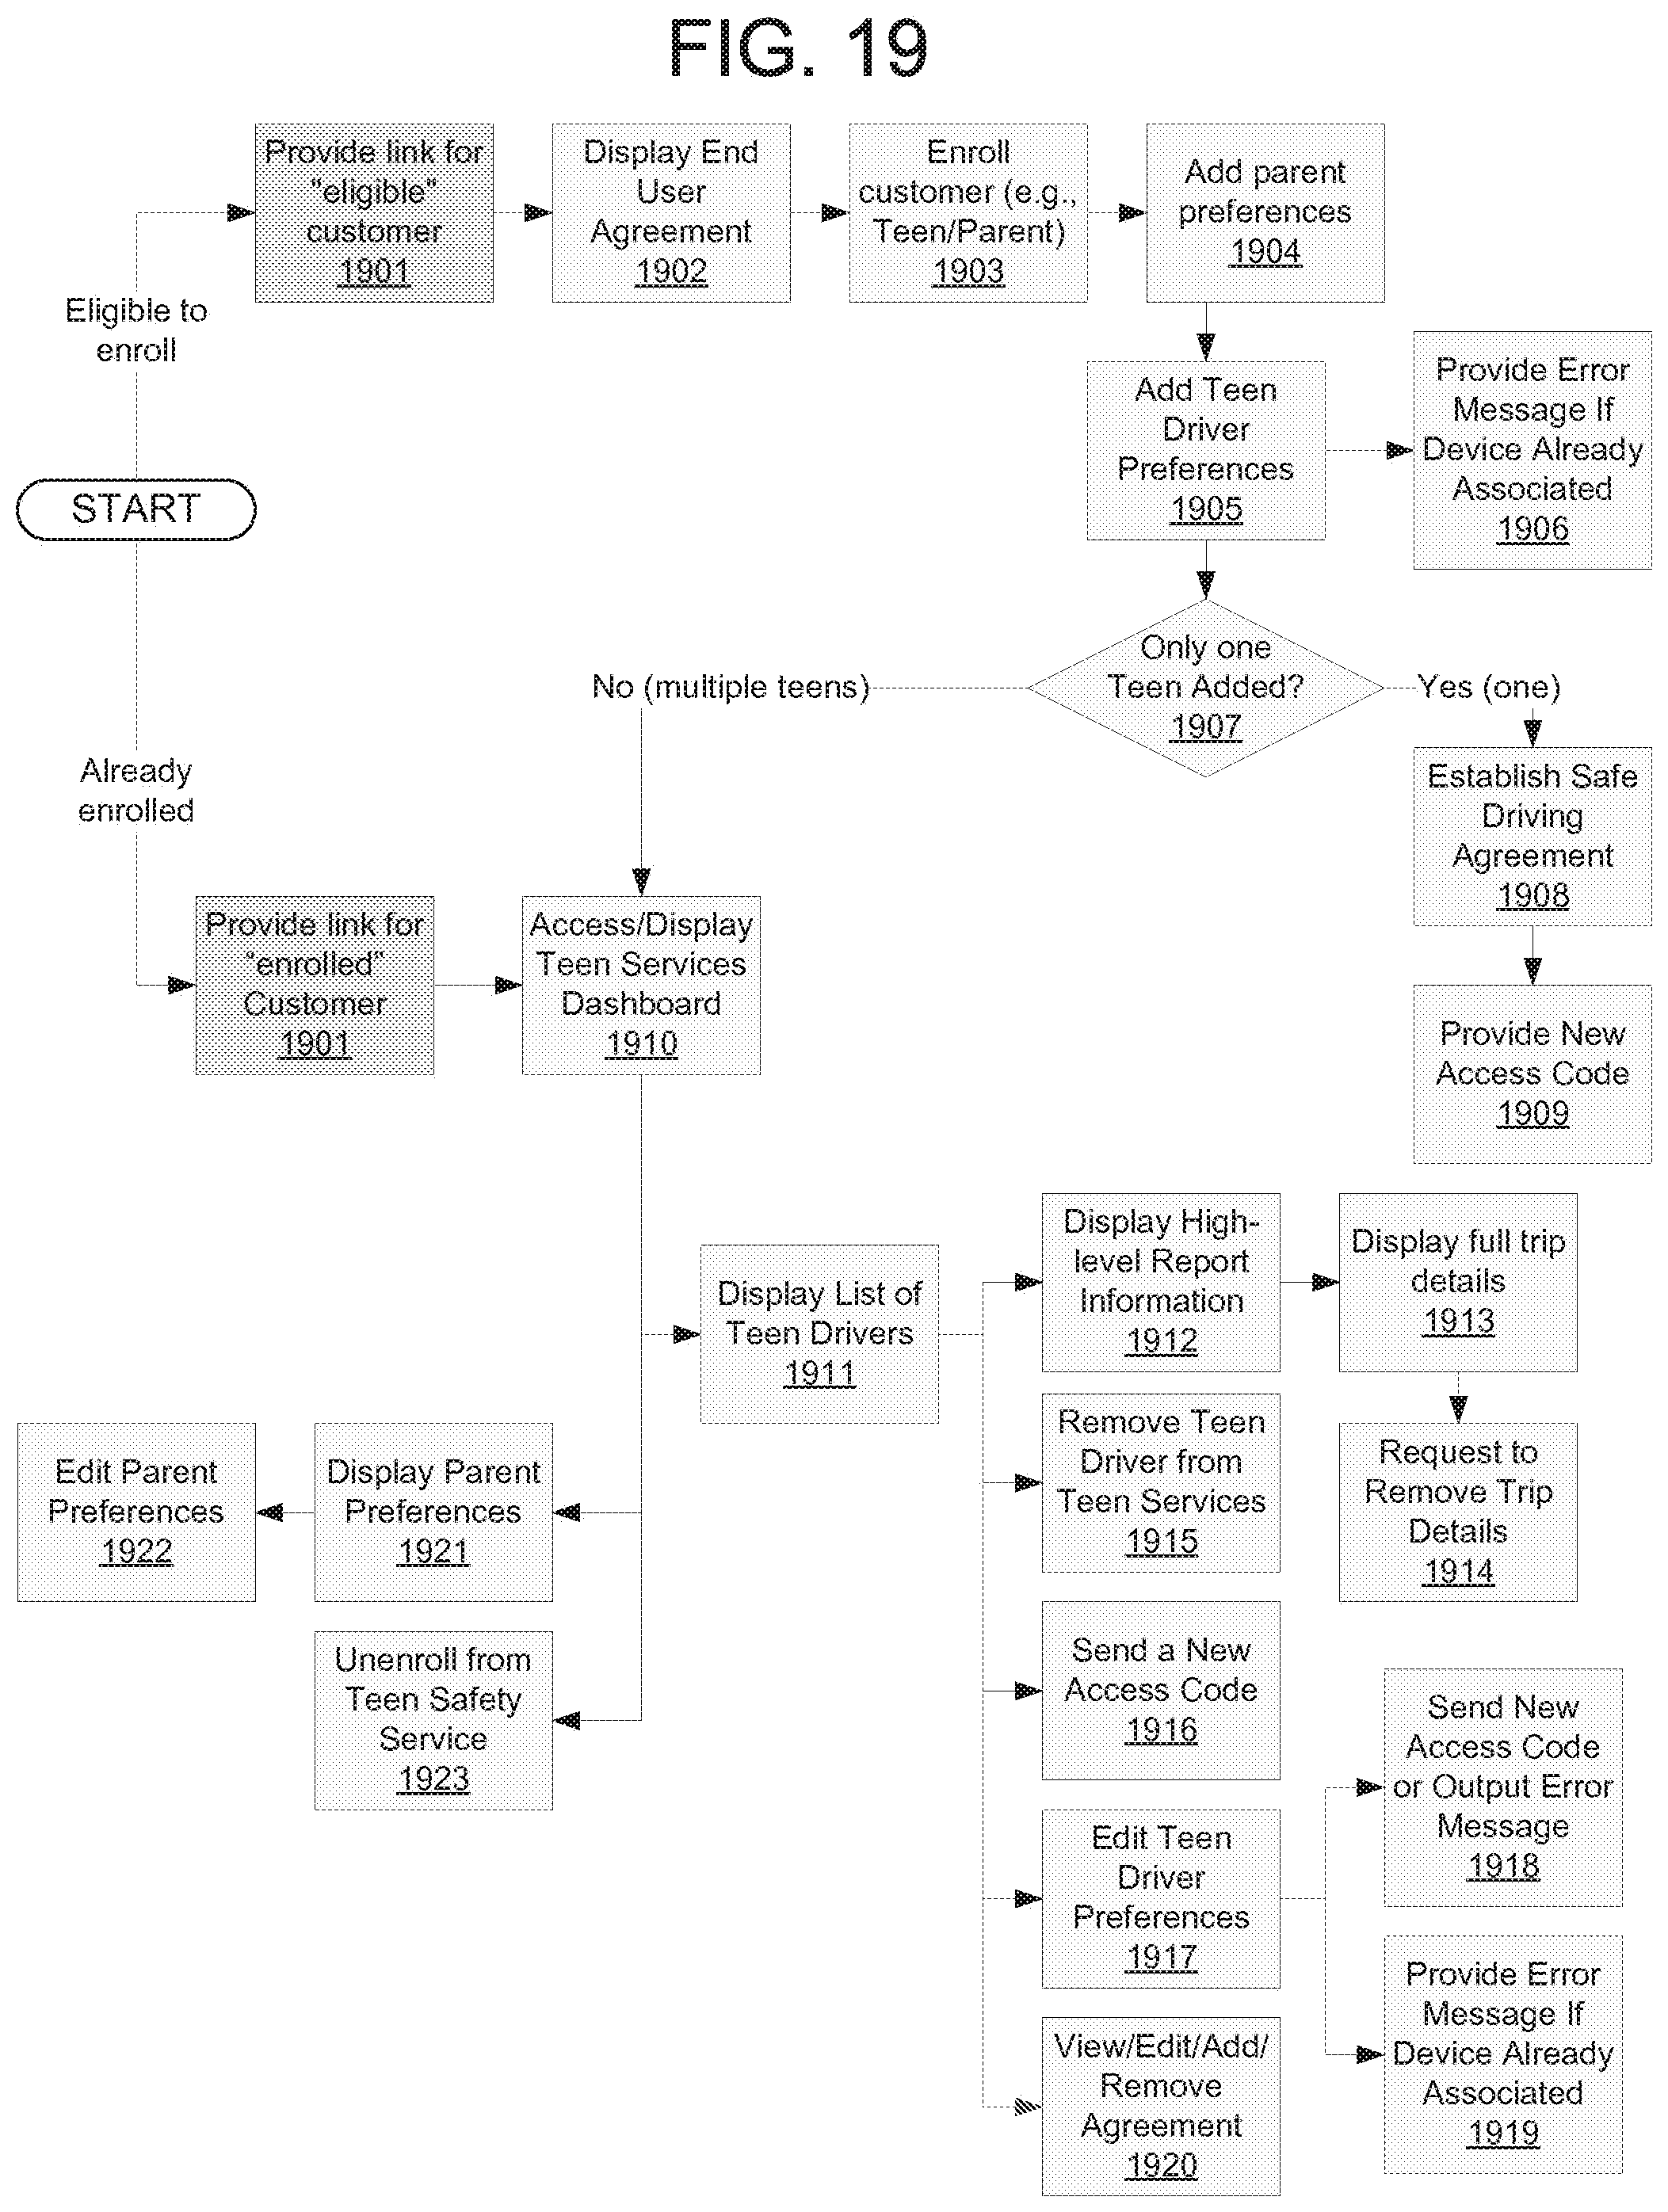 FIG. 19
Provide link for
"eligible"
customer
1901
Display End
User
Agreement
1902
Enroll
customer (e.g.,
Teen/Parent)
1903
Add parent
preferences
1904
Eligible to
enroll
Add Teen
Driver
Preferences
1905
Provide Error
Message If
Device Already
Associated
1906
START
Only one
Teen Added?
1907
No (multiple teens)
Yes (one)
Already
enrolled
Establish Safe
Driving
Agreement
1908
Provide link for
“enrolled”
Customer
1901
Access/Display
Teen Services
Dashboard
1910
Provide New
Access Code
1909
Display List of
Teen Drivers
1911
Display High-
level Report
Information
1912
Display full trip
details
1913
Remove Teen
Driver from
Teen Services
1915
Request to
Remove Trip
Details
1914
Edit Parent
Preferences
1922
Display Parent
Preferences
1921
Unenroll from
Teen Safety
Service
1923
Send a New
Access Code
1916
Send New
Access Code
or Output Error
Message
1918
Edit Teen
Driver
Preferences
1917
Provide Error
Message If
Device Already
Associated
1919
View/Edit/Add/
Remove
Agreement
1920